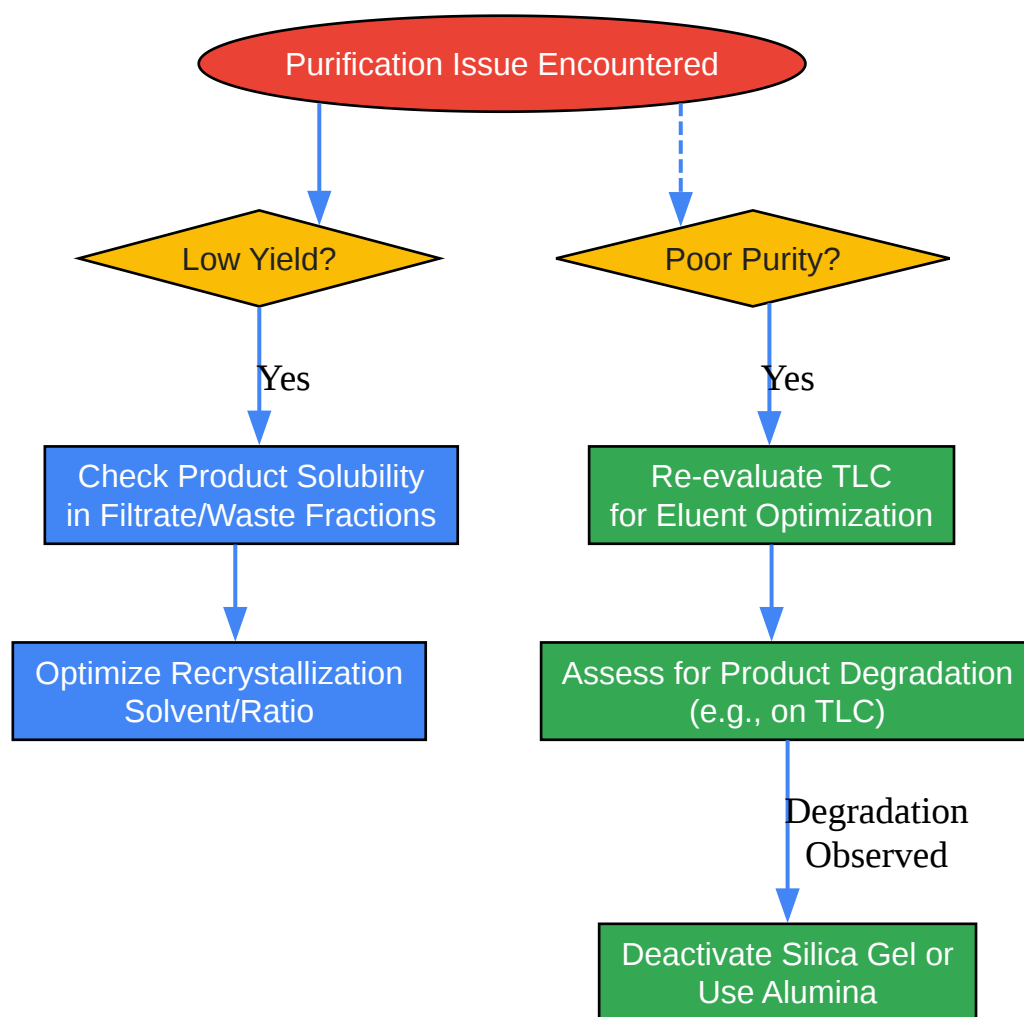 Purification Issue Encountered
Low Yield?
Poor Purity?
Yes
Yes
Check Product Solubility
in Filtrate/Waste Fractions
Re-evaluate TLC
for Eluent Optimization
Optimize Recrystallization
Solvent/Ratio
Assess for Product Degradation
(e.g., on TLC)
Degradation
Observed
Deactivate Silica Gel or
Use Alumina